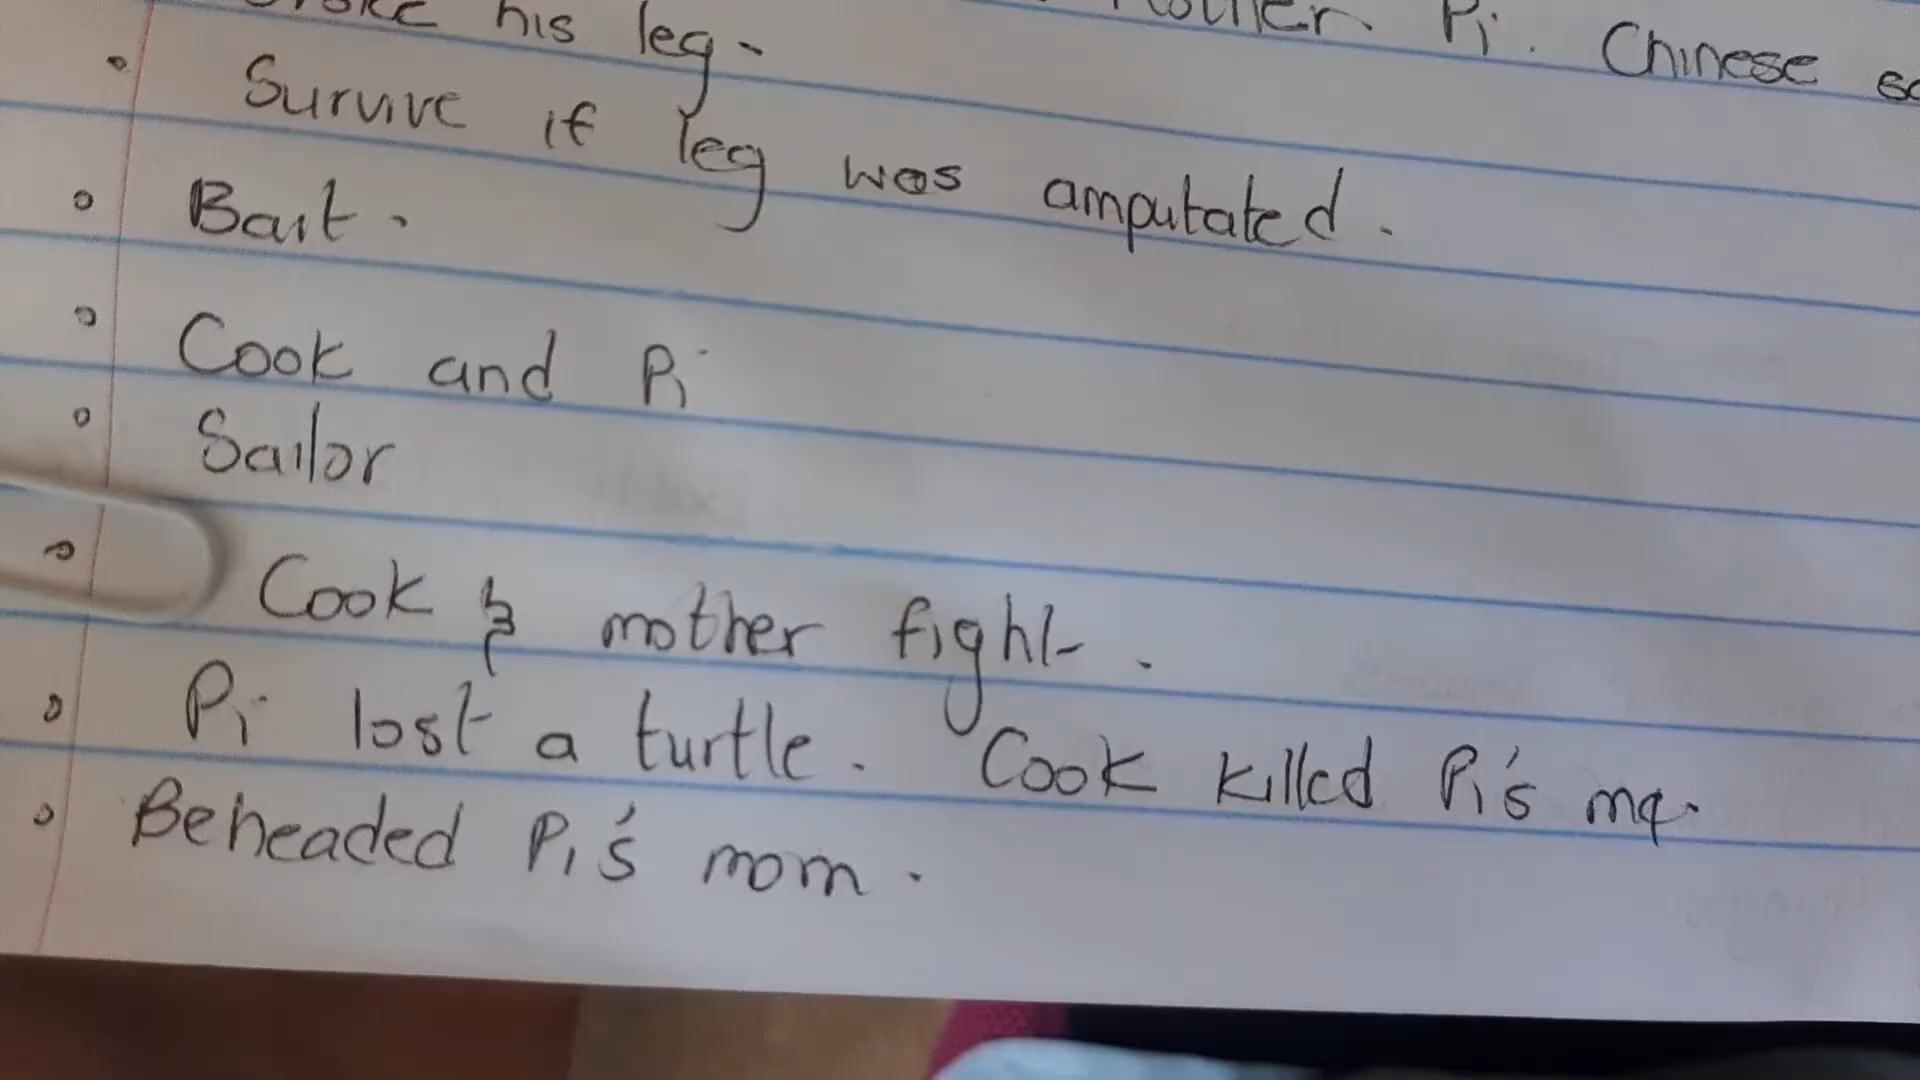 his leg.
Mother Pi. Chinese
Survive if leg was amputated.
Bait.
Cook and Pi
Sailor
Cook & mother fight.
Pi lost a turtle. Cook killed Pi's ma.
Beheaded Pi's mom.